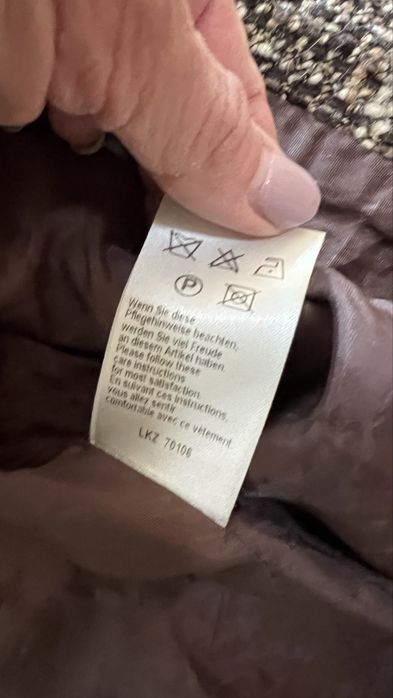 P
Wenn Sie diese
Pflegehinweise beachten,
werden Sie viel Freude
an diesem Artikel haben.
Please follow these
care instructions
for most satisfaction.
En suivant ces instructions,
vous allez sentir
comfortable avec ce vêtement.
LKZ 70106